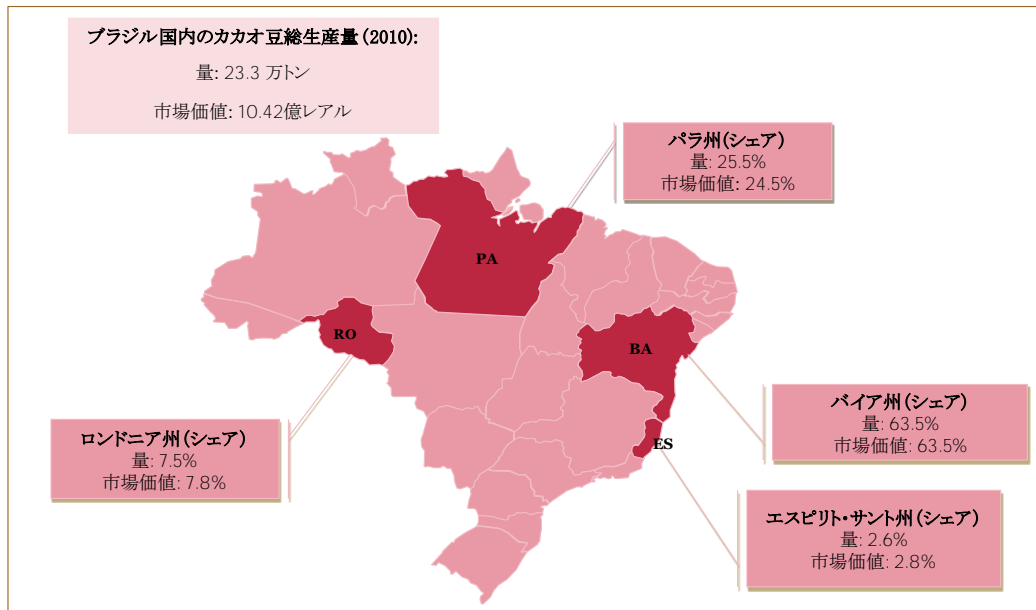 ブラジル国内のカカオ豆総生産量(2010):
量: 23.3 万トン
市場価値: 10.42億レアル
パラ州(シェア)
量: 25.5%
市場価値: 24.5%
PA
RO
BA
ES
バイア州(シェア)
量: 63.5%
市場価値: 63.5%
ロンドニア州(シェア)
量: 7.5%
市場価値: 7.8%
エスピリト・サント州(シェア)
量: 2.6%
市場価値: 2.8%